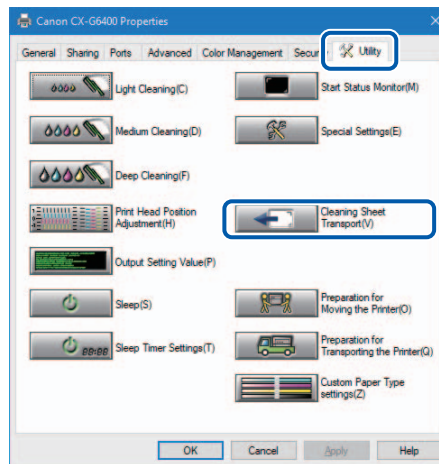 Canon CX-G6400 Properties
General Sharing Ports Advanced Color Management Secur Utility
Light Cleaning(C)
Start Status Monitor(M)
Medium Cleaning(D)
Special Settings(E)
Deep Cleaning(F)
Print Head Position
Adjustment(H)
Cleaning Sheet
Transport(V)
Output Setting Value(P)
Sleep(S)
Preparation for
Moving the Printer(O)
Sleep Timer Settings(T)
Preparation for
Transporting the Printer(Q)
Custom Paper Type
settings(Z)
OK Cancel Apply Help